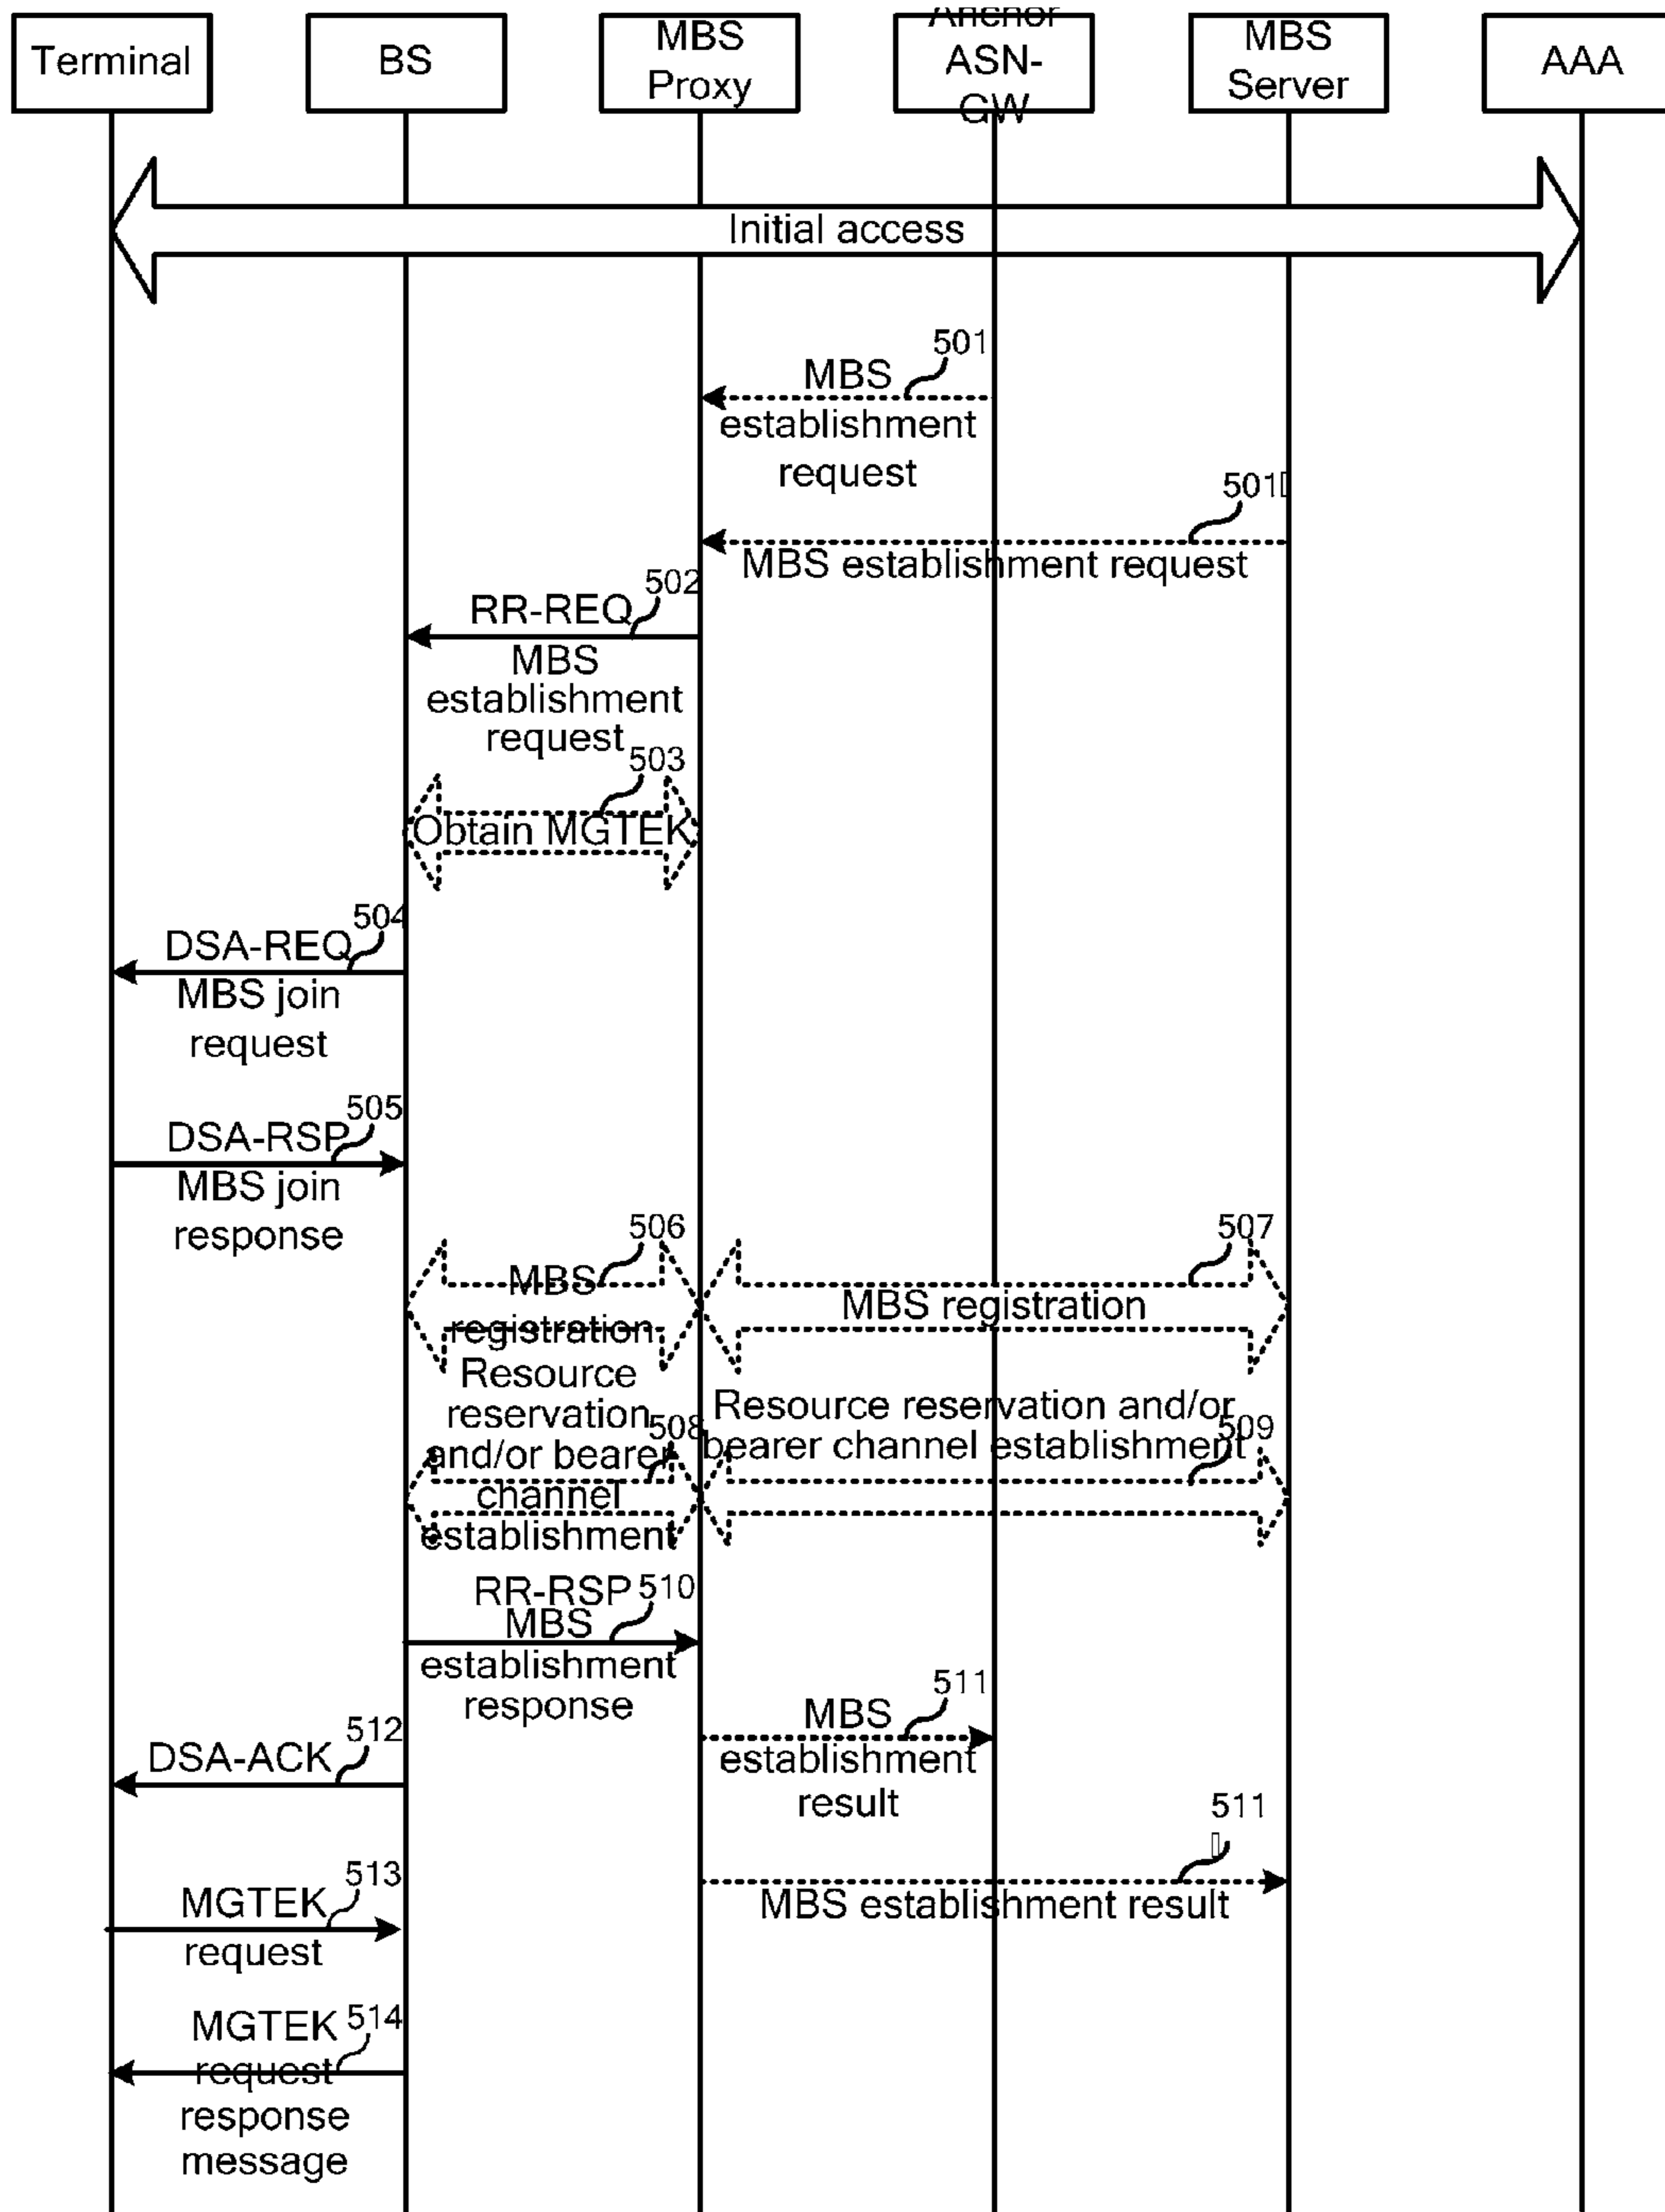 Terminal
BS
MBS
Proxy
Anchor
ASN-
GW
MBS
Server
AAA
Initial access
501
MBS
establishment
request
501
MBS establishment request
502
RR-REQ
MBS
establishment
request
503
Obtain MGTEK
504
DSA-REQ
MBS join
request
505
DSA-RSP
MBS join
response
506
MBS
registration
507
MBS registration
Resource
reservation
and/or bearer
channel
establishment
508
Resource reservation and/or
bearer channel establishment
509
RR-RSP
510
MBS
establishment
response
511
MBS
establishment
result
512
DSA-ACK
511
MBS establishment result
513
MGTEK
request
514
MGTEK
request
response
message